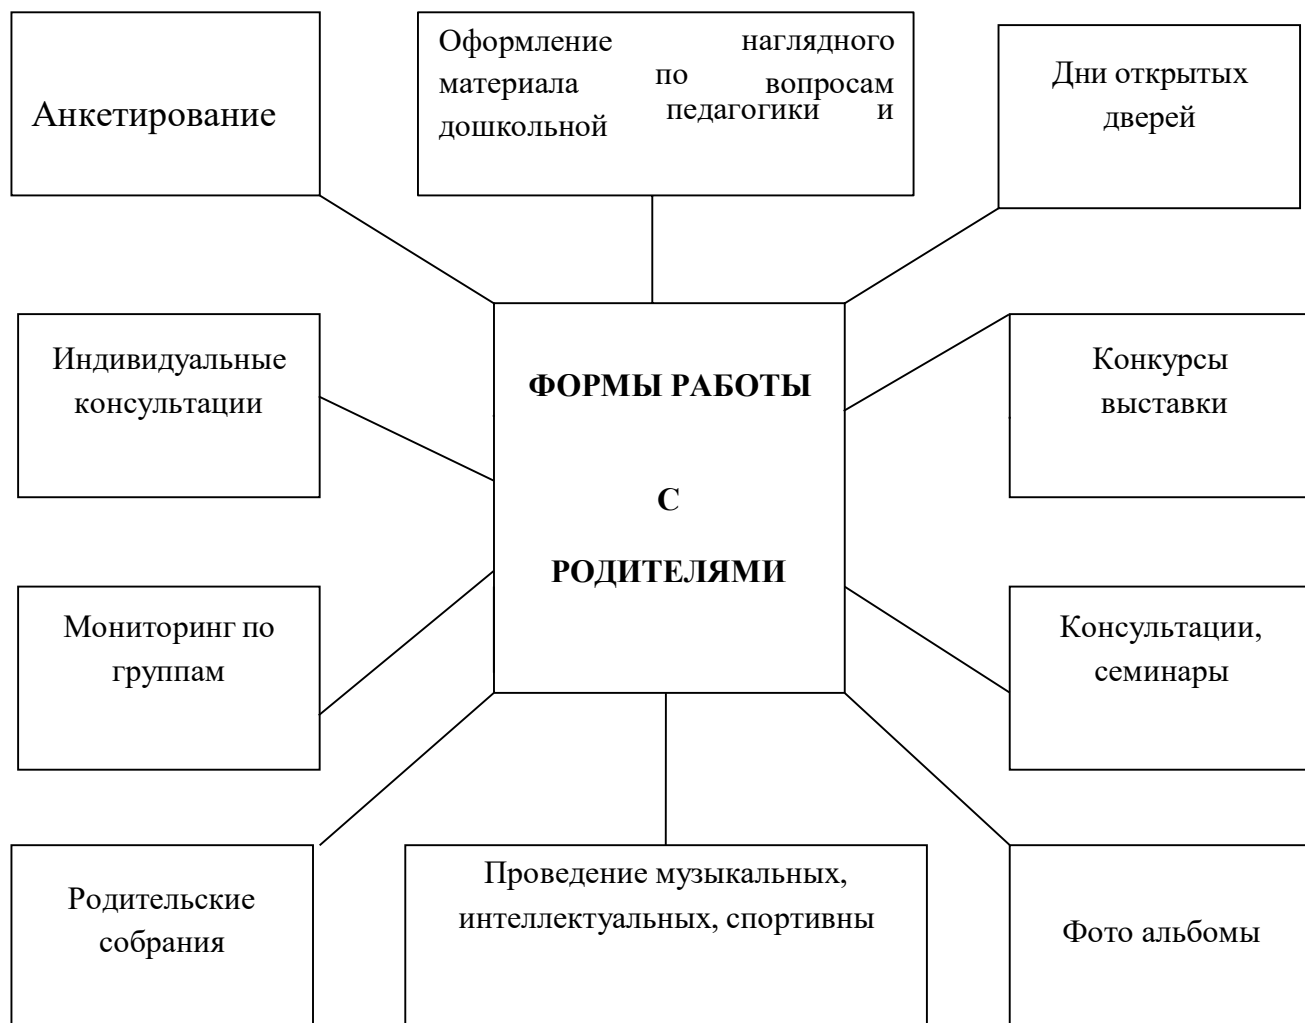 Анкетирование
Оформление наглядного
материала по вопросам
дошкольной педагогики и
Дни открытых
дверей
Индивидуальные
консультации
ФОРМЫ РАБОТЫ
С
РОДИТЕЛЯМИ
Конкурсы
выставки
Мониторинг по
группам
Консультации,
семинары
Родительские
собрания
Проведение музыкальных,
интеллектуальных, спортивны
Фото альбомы